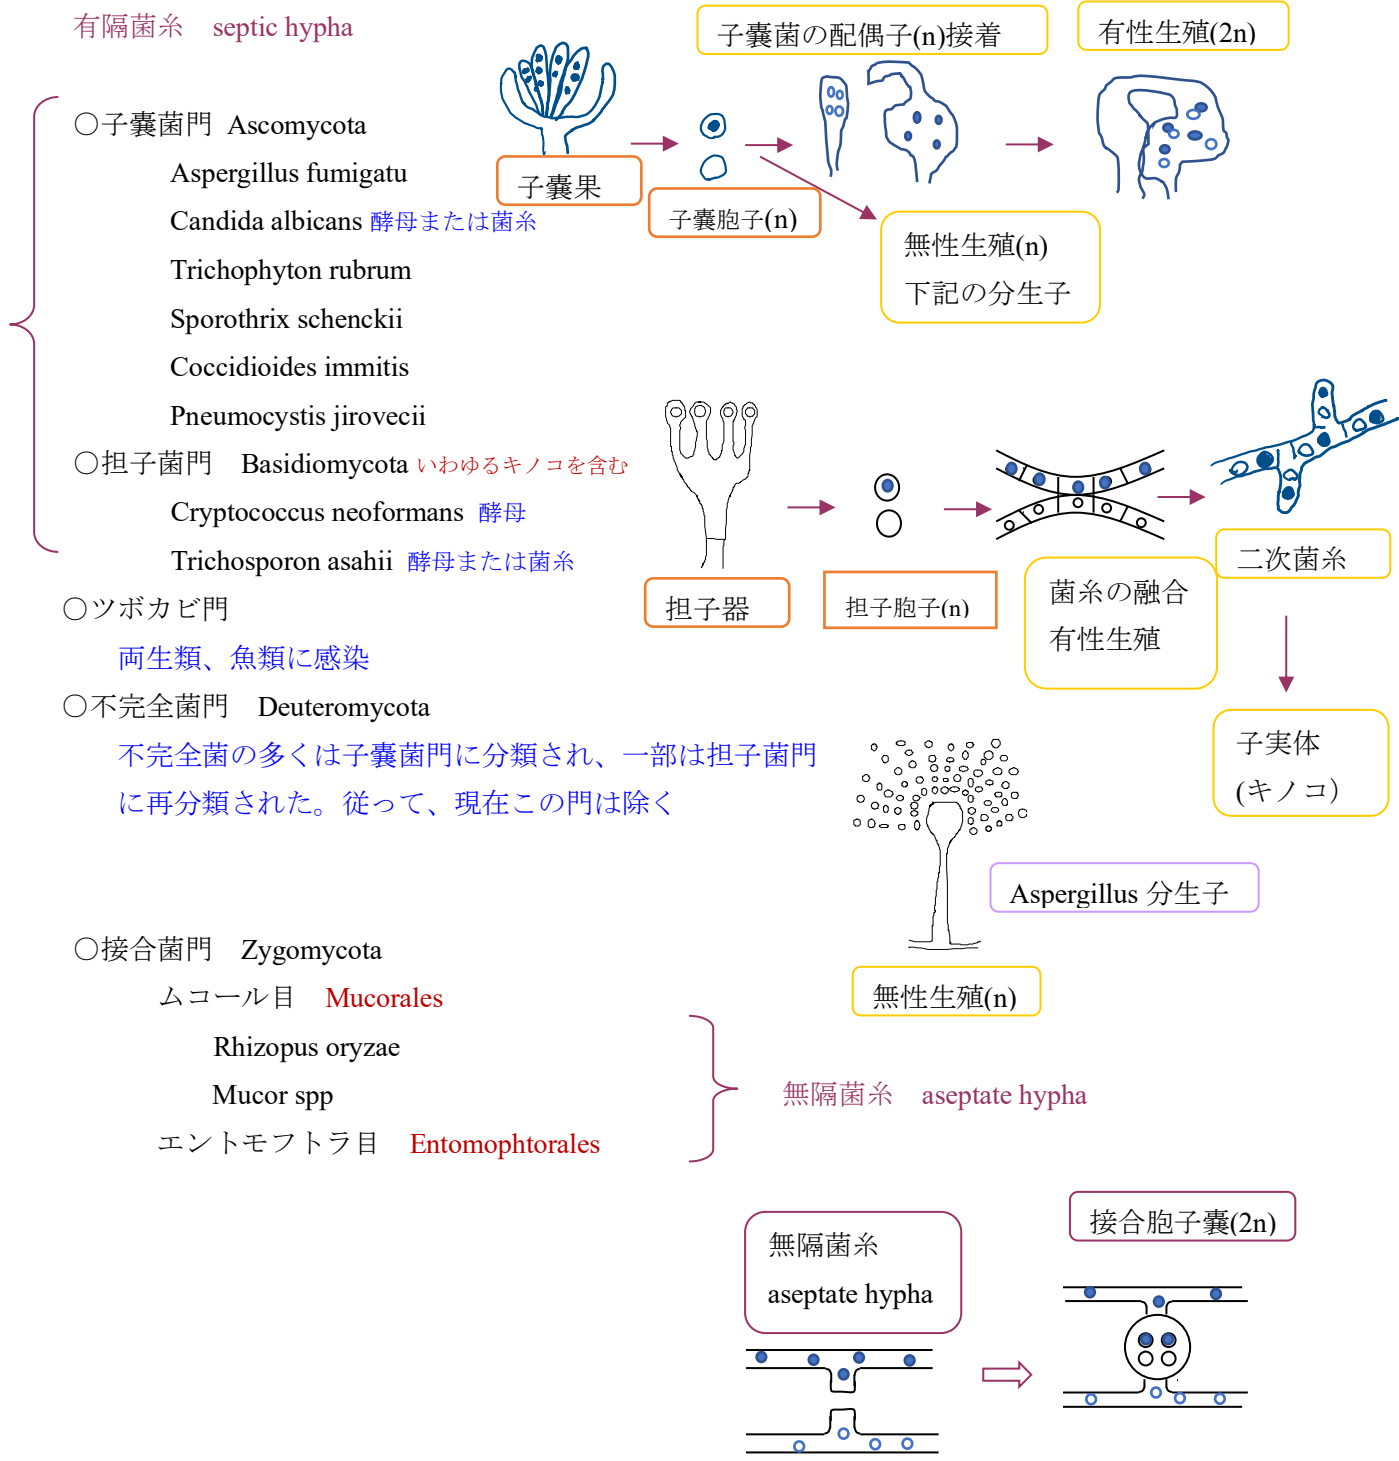 有隔菌糸　septic hypha
子嚢菌の配偶子(n)接着
有性生殖(2n)
〇子嚢菌門 Ascomycota
Aspergillus fumigatu
子嚢果
Candida albicans 酵母または菌糸
子嚢胞子(n)
無性生殖(n)
下記の分生子
Trichophyton rubrum
Sporothrix schenckii
Coccidioides immitis
Pneumocystis jirovecii
〇担子菌門　Basidiomycota いわゆるキノコを含む
Cryptococcus neoformans 酵母
Trichosporon asahii 酵母または菌糸
担子器
担子胞子(n)
菌糸の融合
有性生殖
二次菌糸
〇ツボカビ門
両生類、魚類に感染
〇不完全菌門　Deuteromycota
不完全菌の多くは子嚢菌門に分類され、一部は担子菌門
に再分類された。従って、現在この門は除く
子実体
(キノコ）
Aspergillus 分生子
無性生殖(n)
〇接合菌門　Zygomycota
ムコール目　Mucorales
Rhizopus oryzae
Mucor spp
エントモフトラ目　Entomophtorales
無隔菌糸　aseptate hypha
無隔菌糸
aseptate hypha
接合胞子嚢(2n)